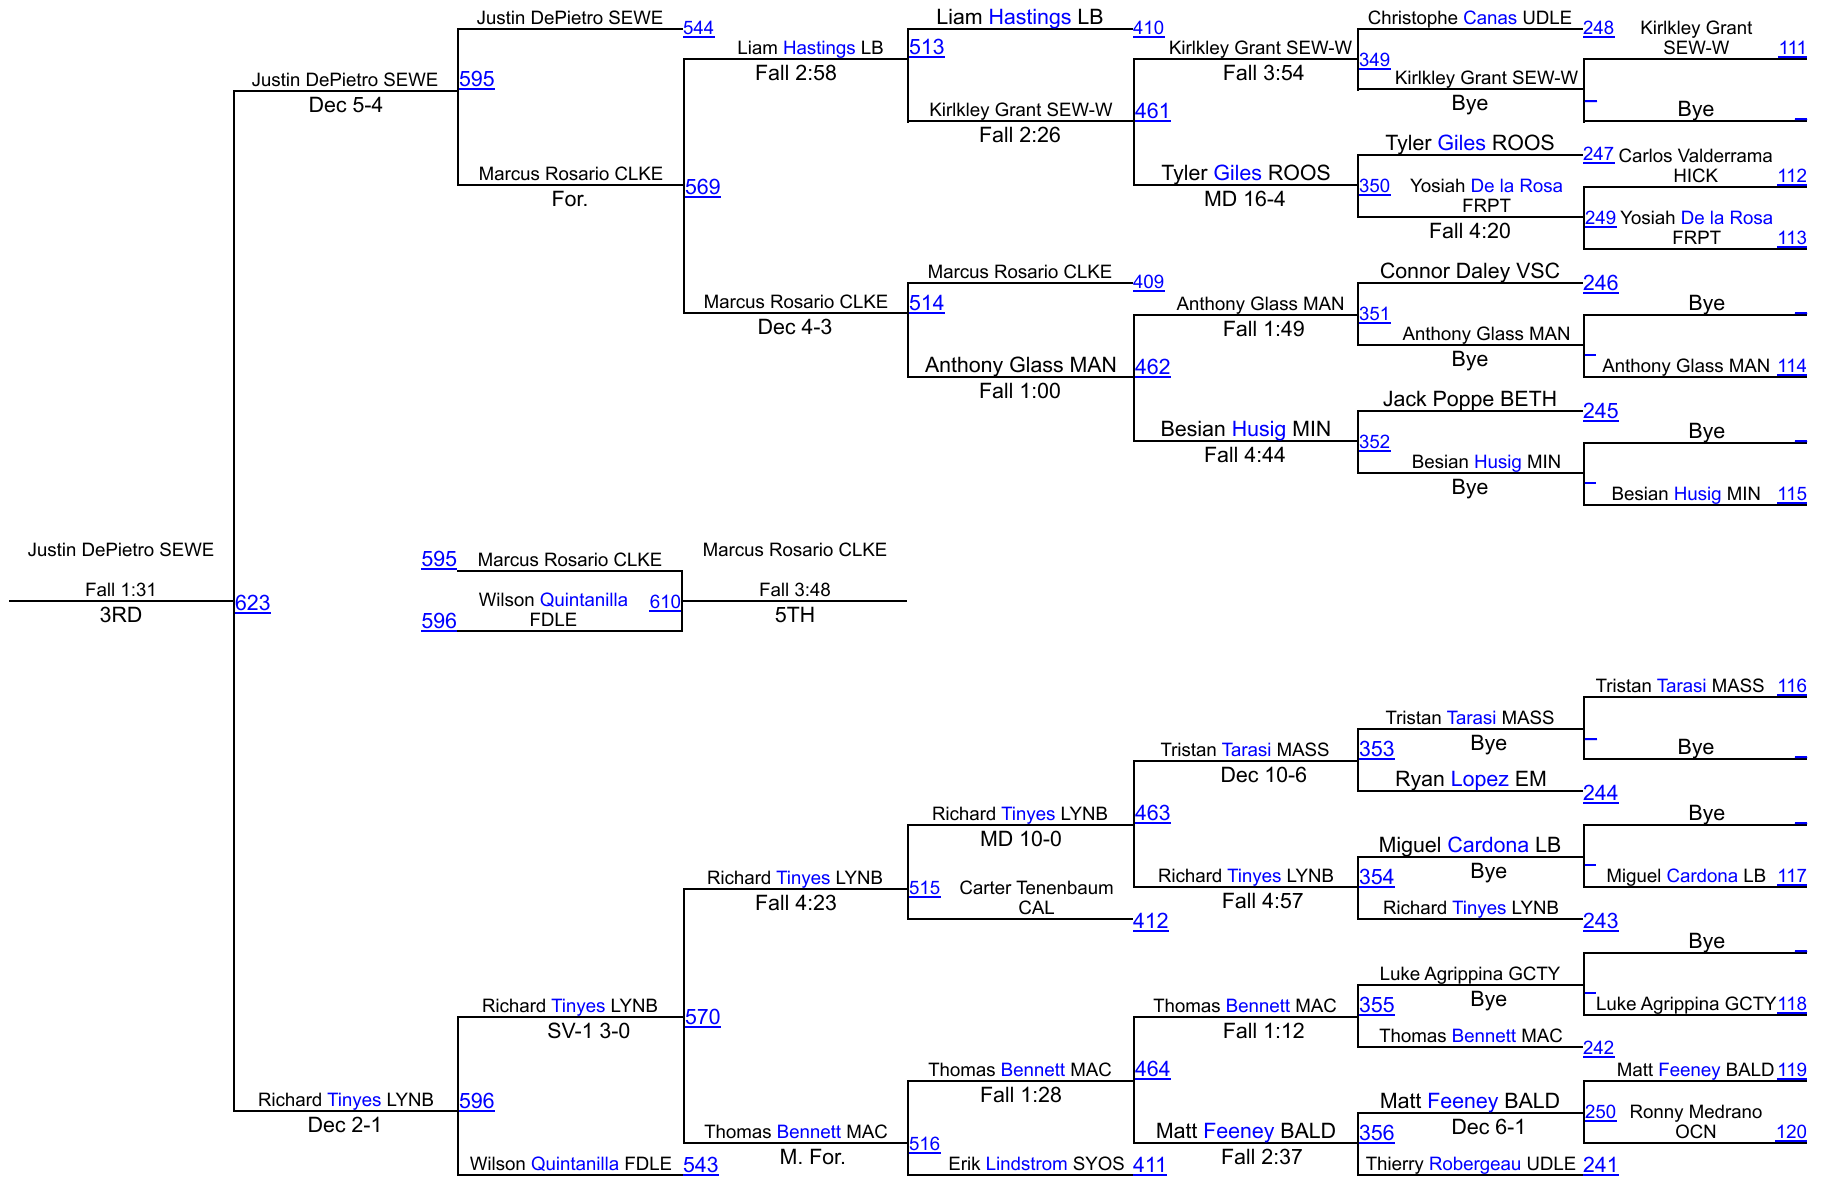 Justin DePietro SEWE
544
Liam Hastings LB
410
Christophe Canas UDLE
248
Kirlkley Grant
SEW-W
111
Liam Hastings LB
513
Kirlkley Grant SEW-W
349
Fall 2:58
Fall 3:54
Kirlkley Grant SEW-W
Justin DePietro SEWE
595
Bye
Bye
Dec 5-4
Kirlkley Grant SEW-W
461
Fall 2:26
Tyler Giles ROOS
247
Carlos Valderrama
HICK
112
Marcus Rosario CLKE
569
Tyler Giles ROOS
350
Yosiah De la Rosa
FRPT
For.
MD 16-4
249
Yosiah De la Rosa
FRPT
113
Fall 4:20
Marcus Rosario CLKE
409
Connor Daley VSC
246
Bye
Marcus Rosario CLKE
514
Anthony Glass MAN
351
Dec 4-3
Fall 1:49
Anthony Glass MAN
Bye
Anthony Glass MAN
462
Anthony Glass MAN
114
Fall 1:00
Jack Poppe BETH
245
Besian Husig MIN
352
Bye
Fall 4:44
Besian Husig MIN
Bye
Besian Husig MIN
115
Justin DePietro SEWE
595
Marcus Rosario CLKE
Marcus Rosario CLKE
Fall 1:31
623
596
Wilson Quintanilla
FDLE
610
Fall 3:48
3RD
5TH
Tristan Tarasi MASS
116
Tristan Tarasi MASS
Bye
Bye
Tristan Tarasi MASS
353
Dec 10-6
Ryan Lopez EM
244
Richard Tinyes LYNB
463
Bye
MD 10-0
Miguel Cardona LB
Bye
Richard Tinyes LYNB
515
Carter Tenenbaum
CAL
412
Richard Tinyes LYNB
354
Miguel Cardona LB
117
Fall 4:23
Fall 4:57
Richard Tinyes LYNB
243
Bye
Luke Agrippina GCTY
Bye
Richard Tinyes LYNB
570
Thomas Bennett MAC
355
Luke Agrippina GCTY
118
SV-1 3-0
Fall 1:12
Thomas Bennett MAC
242
Thomas Bennett MAC
464
Matt Feeney BALD
119
Fall 1:28
Richard Tinyes LYNB
596
Matt Feeney BALD
250
Ronny Medrano
OCN
120
Dec 2-1
Dec 6-1
Thomas Bennett MAC
516
Matt Feeney BALD
356
M. For.
Fall 2:37
Wilson Quintanilla FDLE
543
Erik Lindstrom SYOS
411
Thierry Robergeau UDLE
241